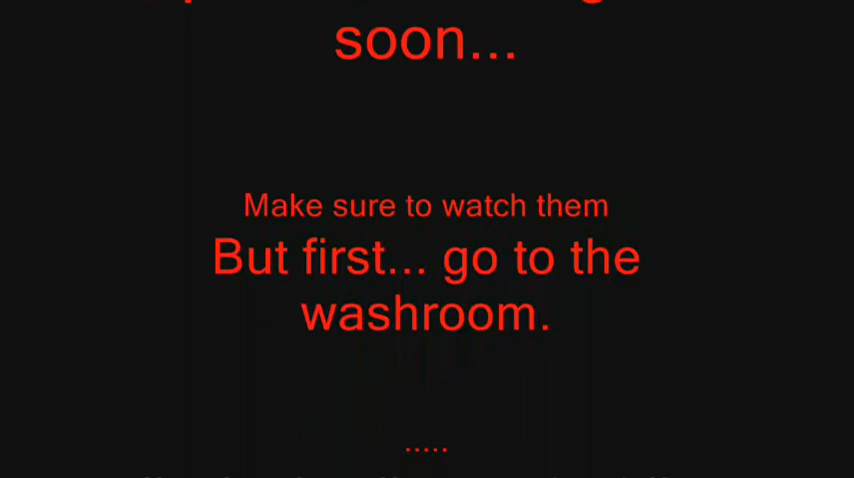 soon...
Make sure to watch them
But first... go to the
washroom.
.....